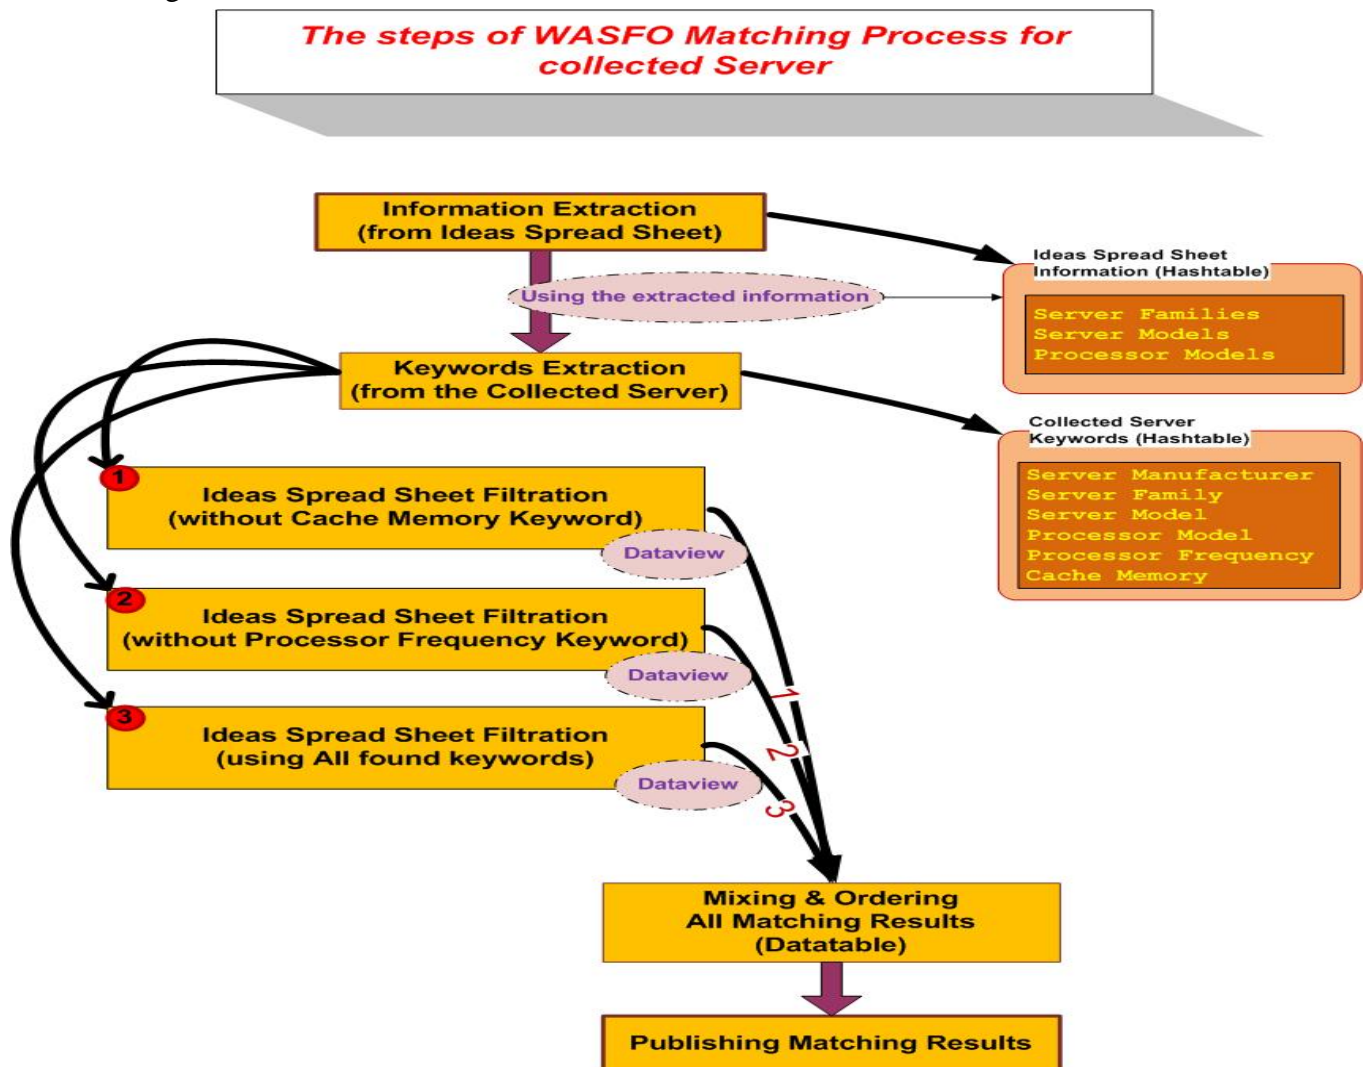 The steps of WASFO Matching Process for
collected Server
Information Extraction
(from Ideas Spread Sheet)
Ideas Spread Sheet
Information (Hashtable)
Using the extracted information
Server Families
Server Models
Processor Models
Keywords Extraction
(from the Collected Server)
Collected Server
Keywords (Hashtable)
Server Manufacturer
Server Family
Server Model
Processor Model
Processor Frequency
Cache Memory
1
Ideas Spread Sheet Filtration
(without Cache Memory Keyword)
Dataview
2
Ideas Spread Sheet Filtration
(without Processor Frequency Keyword)
Dataview
3
Ideas Spread Sheet Filtration
(using All found keywords)
Dataview
1
2
3
Mixing & Ordering
All Matching Results
(Datatable)
Publishing Matching Results